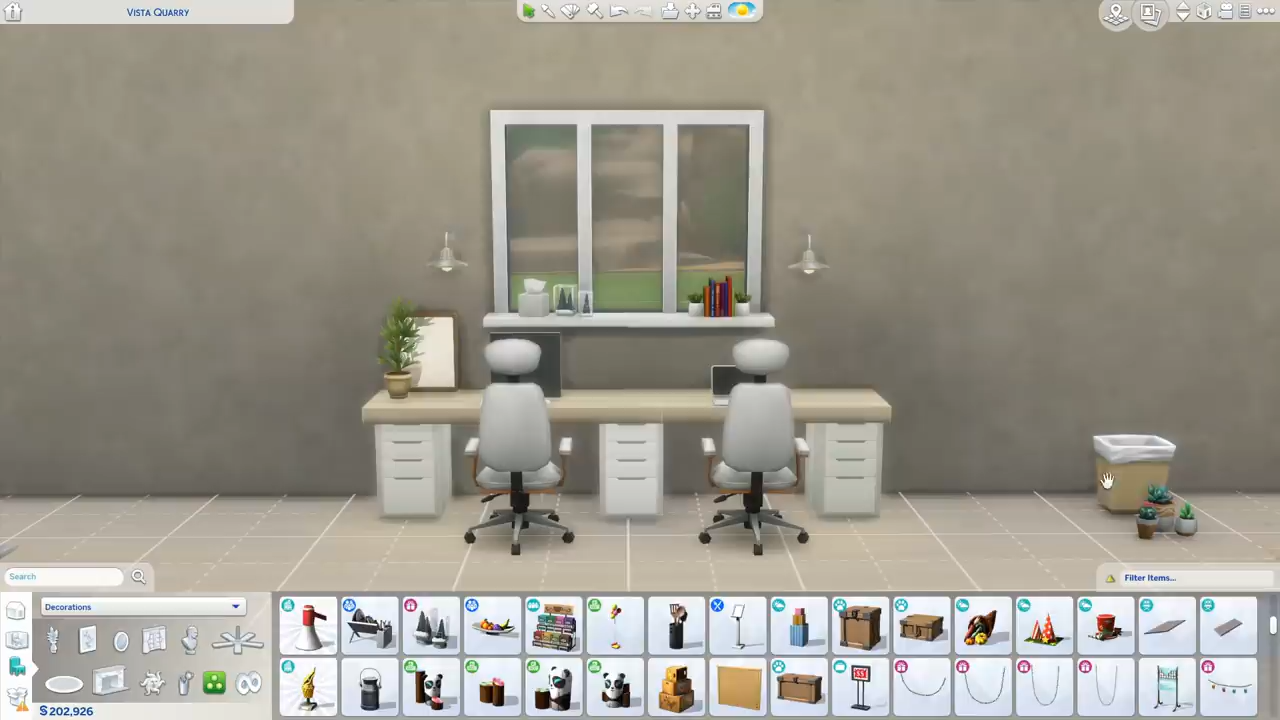 Vista Quarry
Search
Filter Items...
Decorations
$$$
§202,926